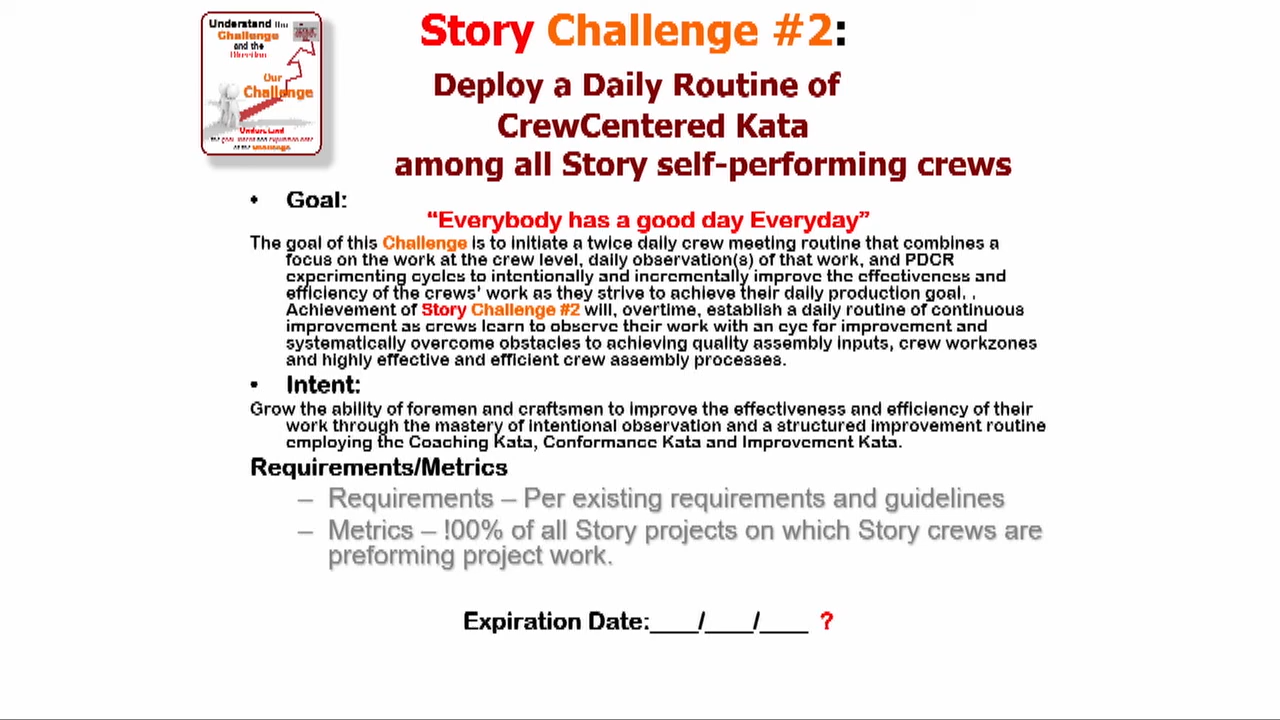 Understand the
Challenge
and the
Direction
Our
Challenge
Understand
the goal, intent and
of the Challenge
Story Challenge #2:
Deploy a Daily Routine of
CrewCentered Kata
among all Story self-performing crews
• Goal:
“Everybody has a good day Everyday”
The goal of this Challenge is to initiate a twice daily crew meeting routine that combines a
focus on the work at the crew level, daily observation(s) of that work, and PDCR
experimenting cycles to intentionally and incrementally improve the effectiveness and
efficiency of the crews’ work as they strive to achieve their daily production goal. .
Achievement of Story Challenge #2 will, overtime, establish a daily routine of continuous
improvement as crews learn to observe their work with an eye for improvement and
systematically overcome obstacles to achieving quality assembly inputs, crew workzones
and highly effective and efficient crew assembly processes.
• Intent:
Grow the ability of foremen and craftsmen to improve the effectiveness and efficiency of their
work through the mastery of intentional observation and a structured improvement routine
employing the Coaching Kata, Conformance Kata and Improvement Kata.
Requirements/Metrics
– Requirements – Per existing requirements and guidelines
– Metrics – !00% of all Story projects on which Story crews are
preforming project work.
Expiration Date:____/____/____ ?